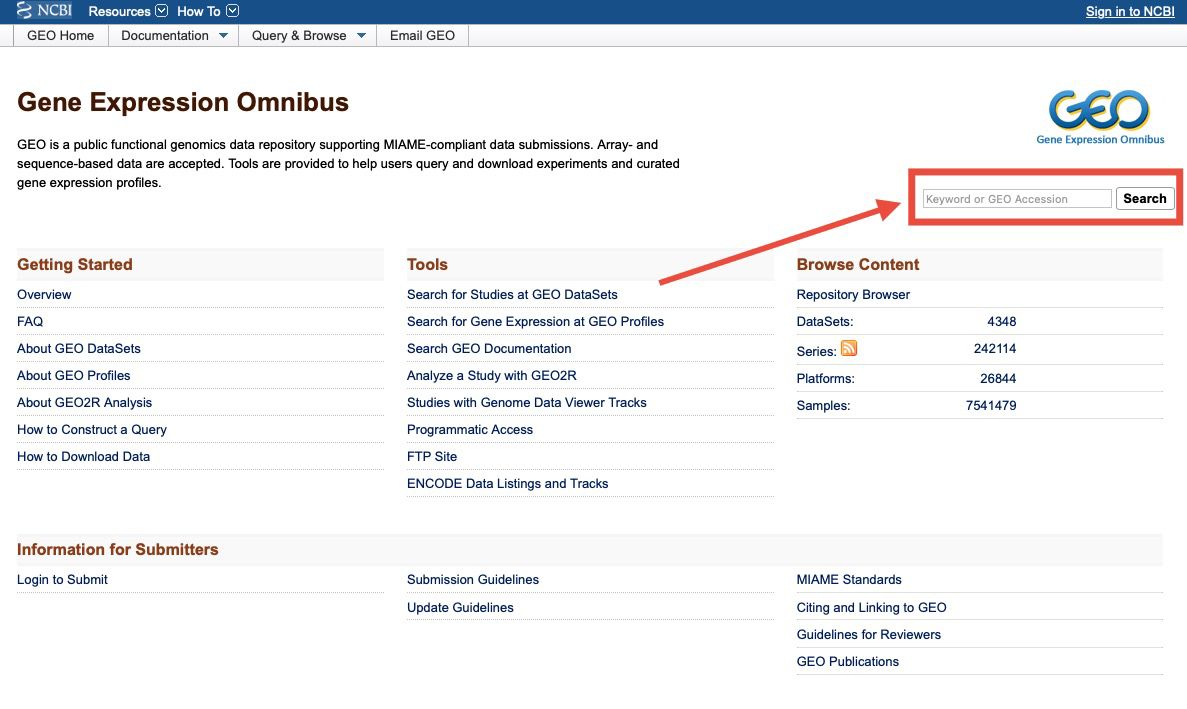 NCBI Resources How To Sign in to NCBI
GEO Home Documentation Query & Browse Email GEO
Gene Expression Omnibus
GEO is a public functional genomics data repository supporting MIAME-compliant data submissions. Array- and
sequence-based data are accepted. Tools are provided to help users query and download experiments and curated
gene expression profiles.
GEO
Gene Expression Omnibus
Keyword or GEO Accession Search
Getting Started
Overview
FAQ
About GEO DataSets
About GEO Profiles
About GEO2R Analysis
How to Construct a Query
How to Download Data
Tools
Search for Studies at GEO DataSets
Search for Gene Expression at GEO Profiles
Search GEO Documentation
Analyze a Study with GEO2R
Studies with Genome Data Viewer Tracks
Programmatic Access
FTP Site
ENCODE Data Listings and Tracks
Browse Content
Repository Browser
DataSets: 4348
Series: 242114
Platforms: 26844
Samples: 7541479
Information for Submitters
Login to Submit
Submission Guidelines
Update Guidelines
MIAME Standards
Citing and Linking to GEO
Guidelines for Reviewers
GEO Publications